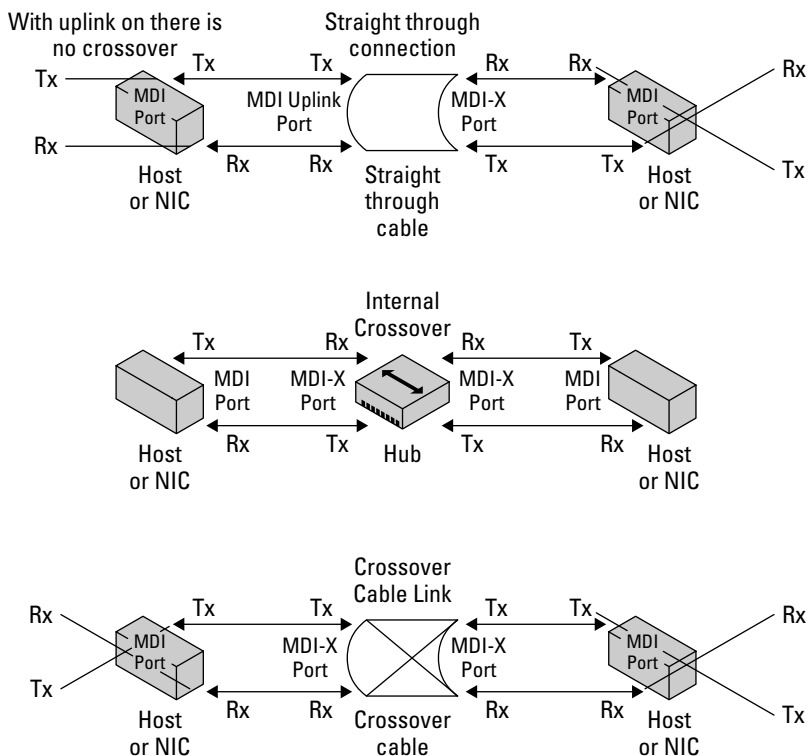 With uplink on there is
no crossover
Straight through
connection
Tx
Tx
Tx
Rx
Rx
Rx
MDI
Port
MDI Uplink
Port
MDI-X
Port
MDI
Port
Rx
Rx
Rx
Tx
Tx
Tx
Host
or NIC
Straight
through
cable
Host
or NIC
Internal
Crossover
Tx
Rx
Rx
Tx
MDI
Port
MDI-X
Port
MDI-X
Port
MDI
Port
Rx
Tx
Tx
Rx
Host
or NIC
Hub
Host
or NIC
Crossover
Cable Link
Rx
Tx
Tx
Tx
Tx
Rx
MDI
Port
MDI-X
Port
MDI-X
Port
MDI
Port
Tx
Rx
Rx
Rx
Rx
Tx
Host
or NIC
Crossover
cable
Host
or NIC